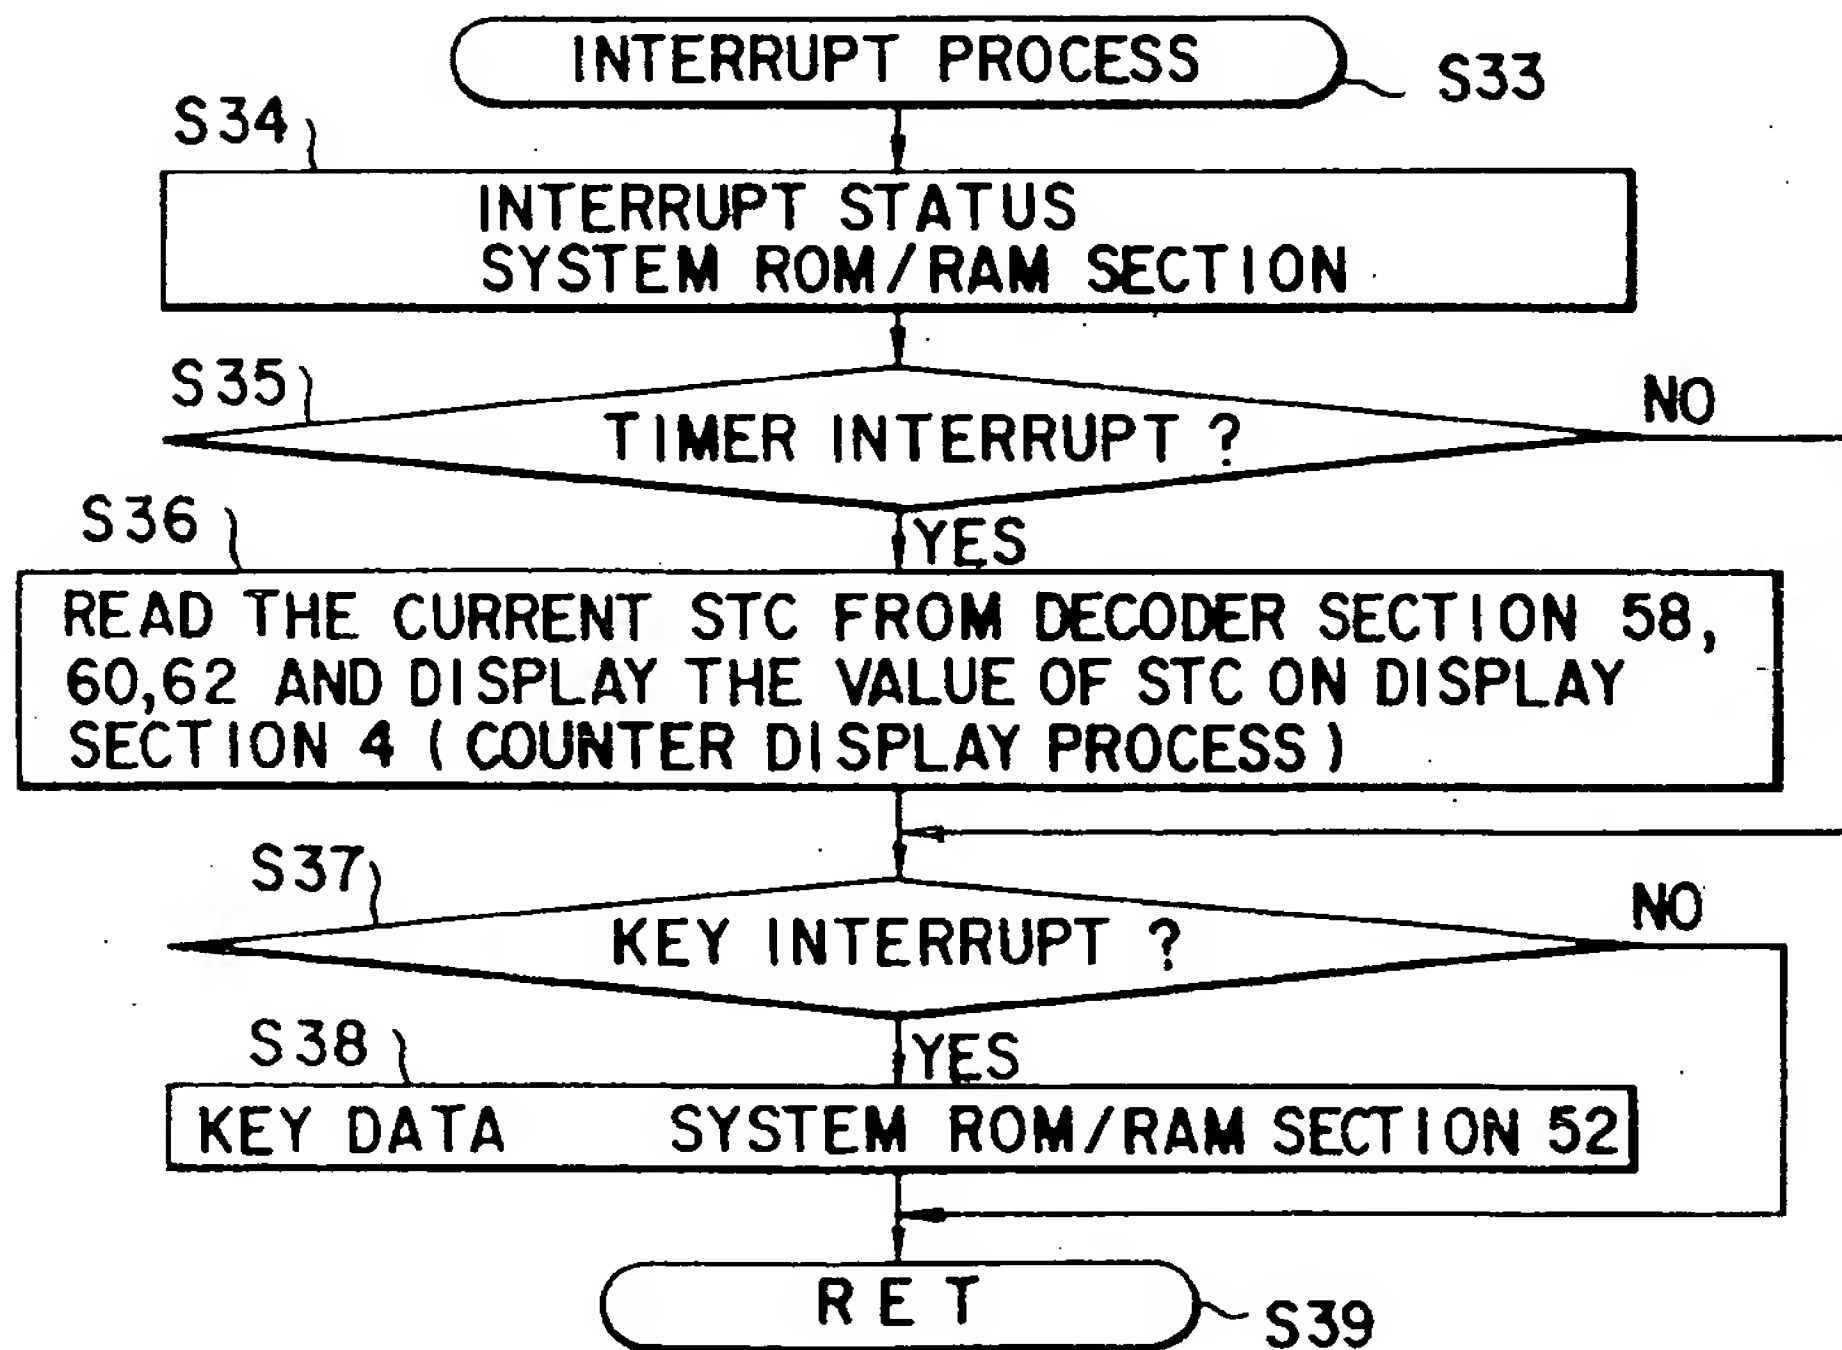 INTERRUPT PROCESS
S33
S34
INTERRUPT STATUS
SYSTEM ROM/RAM SECTION
S35
TIMER INTERRUPT ?
NO
YES
S36
READ THE CURRENT STC FROM DECODER SECTION 58,
60,62 AND DISPLAY THE VALUE OF STC ON DISPLAY
SECTION 4 (COUNTER DISPLAY PROCESS)
S37
KEY INTERRUPT ?
NO
YES
S38
KEY DATA SYSTEM ROM/RAM SECTION 52
RET
S39